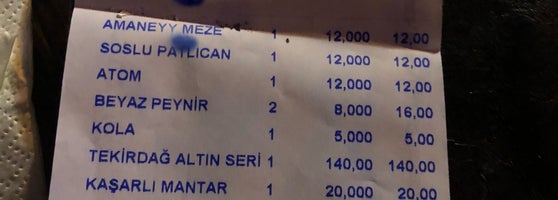 AMANEYY MEZE 1 12,000 12,00
SOSLU PATLICAN 1 12,000 12,00
ATOM 1 12,000 12,00
BEYAZ PEYNİR 2 8,000 16,00
KOLA 1 5,000 5,00
TEKİRDAĞ ALTIN SERİ 1 140,00 140,00
KAŞARLI MANTAR 1 20,000 20,00